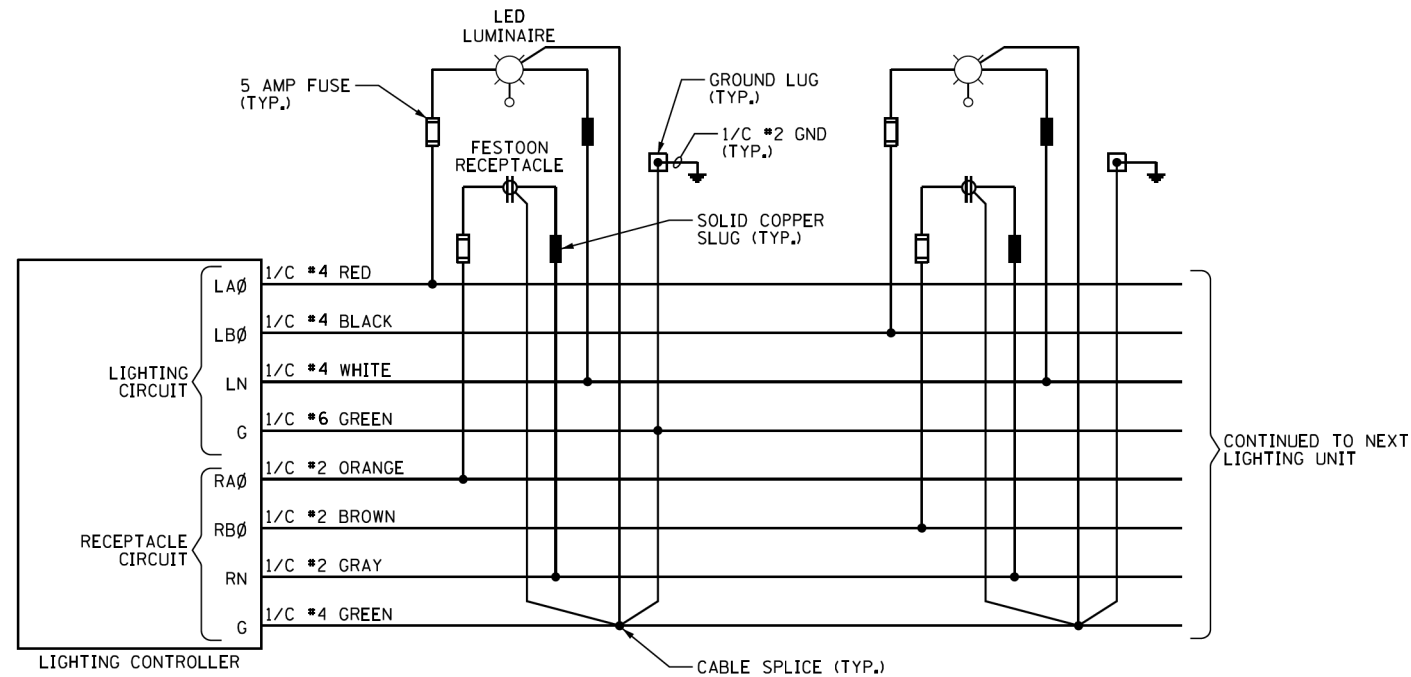 LED
LUMINAIRE
5 AMP FUSE
(TYP.)
GROUND LUG
(TYP.)
1/C #2 GND
(TYP.)
FESTOON
RECEPTACLE
SOLID COPPER
SLUG (TYP.)
LIGHTING
CIRCUIT
LAØ
1/C #4 RED
LBØ
1/C #4 BLACK
LN
1/C #4 WHITE
G
1/C #6 GREEN
RECEPTACLE
CIRCUIT
RAØ
1/C #2 ORANGE
RBØ
1/C #2 BROWN
RN
1/C #2 GRAY
G
1/C #4 GREEN
CONTINUED TO NEXT
LIGHTING UNIT
LIGHTING CONTROLLER
CABLE SPLICE (TYP.)